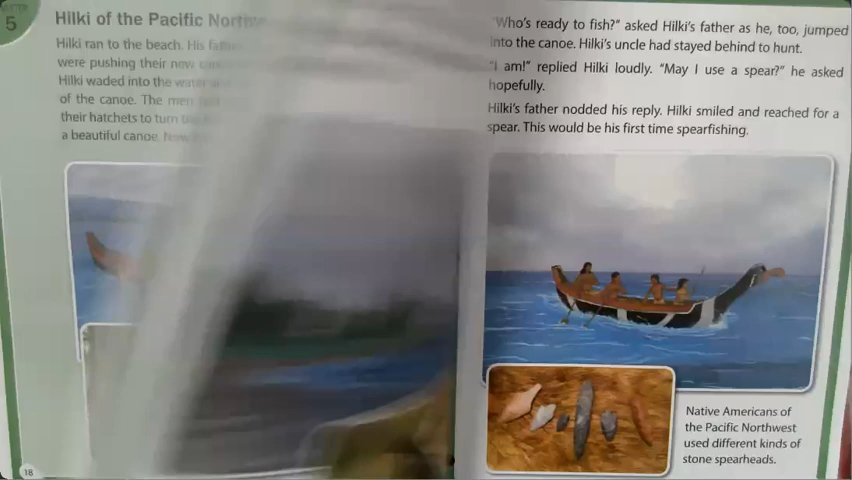 5
Hilki of the Pacific
Hilki ran to the beach. His
were pushing their now
Hilki waded into the water
of the canoe. The men
their hatchets to turn
a beautiful canoe. Now
18
"Who's ready to fish?" asked Hilki's father as he, too, jumped
into the canoe. Hilki's uncle had stayed behind to hunt.
"I am!" replied Hilki loudly. "May I use a spear?" he asked
hopefully.
Hilki's father nodded his reply. Hilki smiled and reached for a
spear. This would be his first time spearfishing.
Native Americans of
the Pacific Northwest
used different kinds of
stone spearheads.